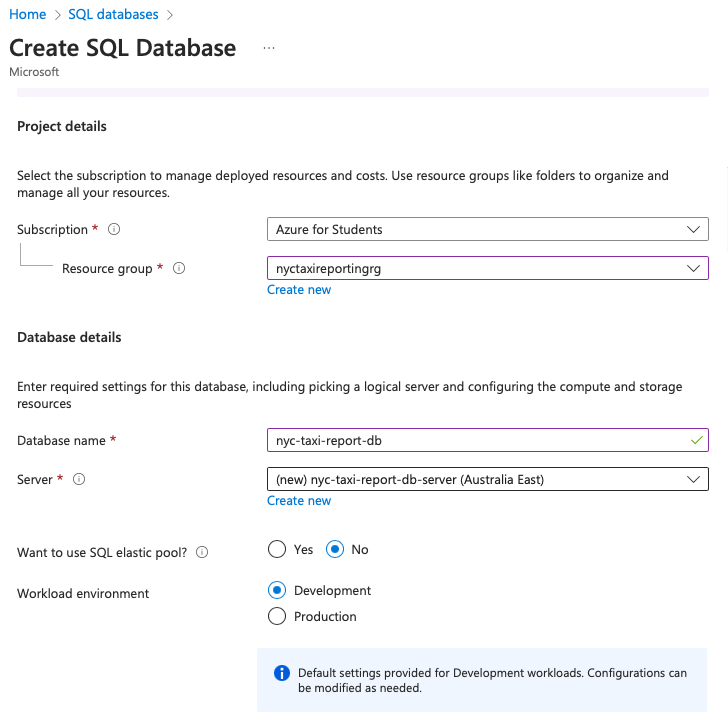 Home > SQL databases >
Create SQL Database ...
Microsoft
Project details
Select the subscription to manage deployed resources and costs. Use resource groups like folders to organize and
manage all your resources.
Subscription *
Azure for Students
Resource group *
nyctaxireportingrg
Create new
Database details
Enter required settings for this database, including picking a logical server and configuring the compute and storage
resources
Database name *
nyc-taxi-report-db
Server *
(new) nyc-taxi-report-db-server (Australia East)
Create new
Want to use SQL elastic pool?
Yes No
Workload environment
Development
Production
Default settings provided for Development workloads. Configurations can
be modified as needed.